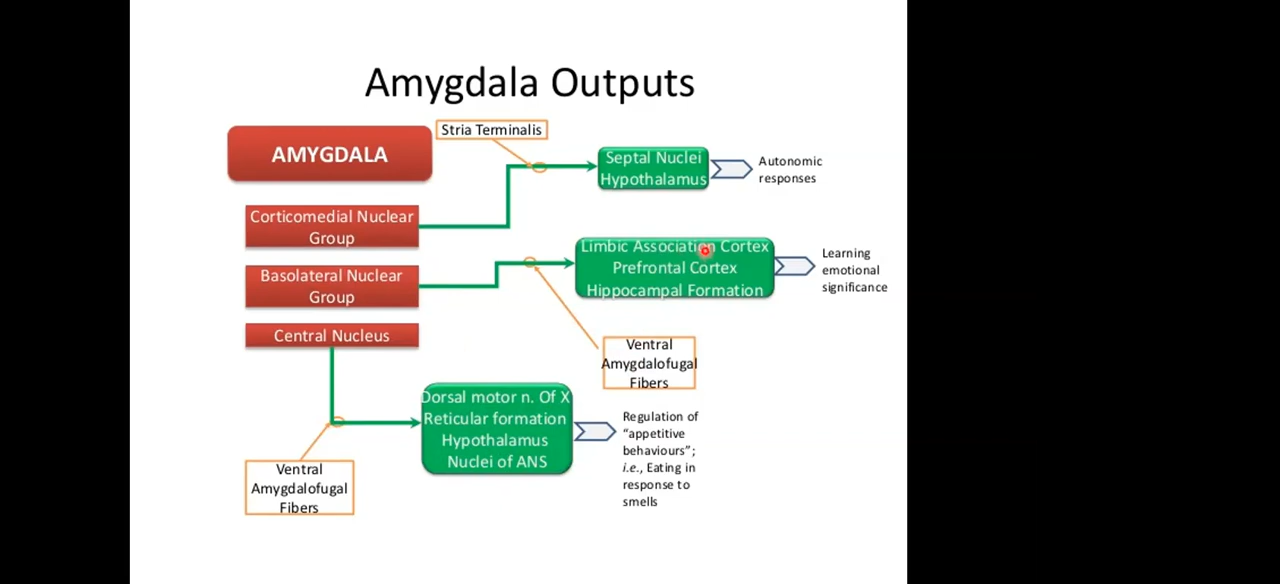 Amygdala Outputs
AMYGDALA
Stria Terminalis
Septal Nuclei
Hypothalamus
Autonomic
responses
Corticomedial Nuclear
Group
Basolateral Nuclear
Group
Central Nucleus
Limbic Association Cortex
Prefrontal Cortex
Hippocampal Formation
Learning
emotional
significance
Ventral
Amygdalofugal
Fibers
Dorsal motor n. Of X
Reticular formation
Hypothalamus
Nuclei of ANS
Regulation of
“appetitive
behaviours”;
i.e., Eating in
response to
smells
Ventral
Amygdalofugal
Fibers